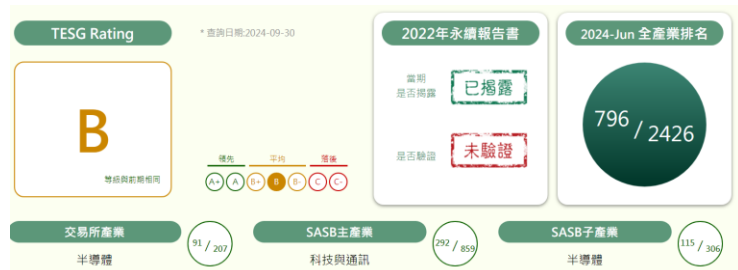 TESG Rating
* 查詢日期:2024-09-30
B
等級與前期相同
領先 平均 落後
A+ A B+ B B- C C-
2022年永續報告書
當期
是否揭露
已揭露
是否驗證
未驗證
2024-Jun 全產業排名
796 / 2426
交易所產業
半導體
91 / 207
SASB主產業
科技與通訊
292 / 859
SASB子產業
半導體
115 / 306